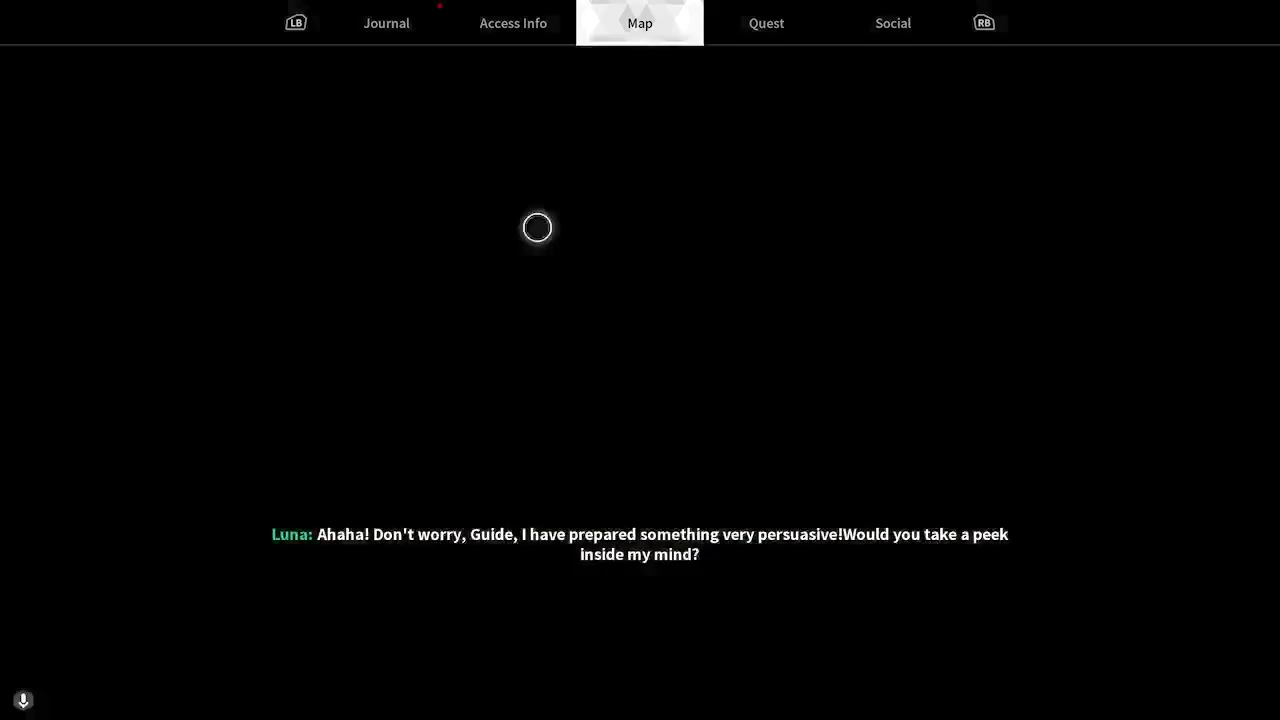 LB Journal Access Info Map Quest Social RB
Luna: Ahaha! Don't worry, Guide, I have prepared something very persuasive!Would you take a peek
inside my mind?